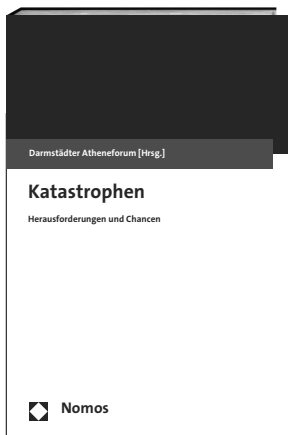 Darmstädter Atheneforum [Hrsg.]
Katastrophen
Herausforderungen und Chancen
Nomos